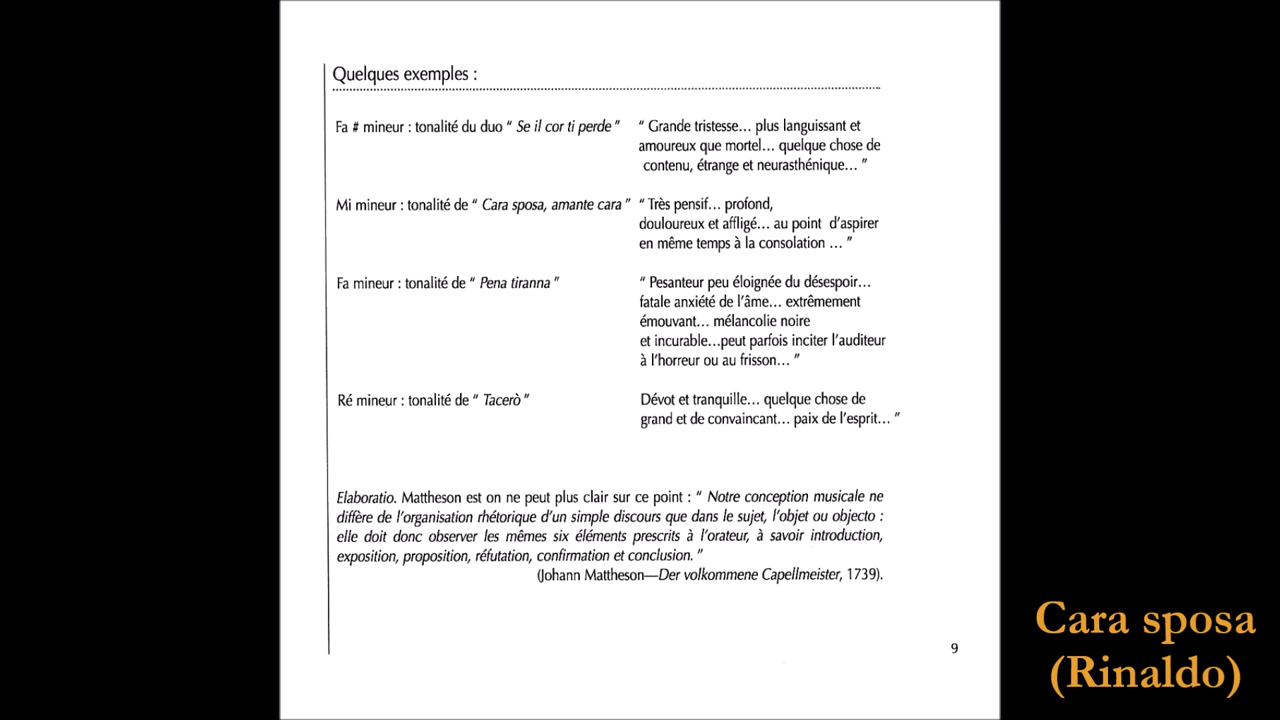 Quelques exemples :
Fa # mineur : tonalité du duo “ Se il cor ti perde ”
“ Grande tristesse... plus languissant et
amoureux que mortel... quelque chose de
contenu, étrange et neurasthénique... ”
Mi mineur : tonalité de “ Cara sposa, amante cara ”
“ Très pensif... profond,
douloureux et affligé... au point d’aspirer
en même temps à la consolation ... ”
Fa mineur : tonalité de “ Pena tiranna ”
“ Pesanteur peu éloignée du désespoir...
fatale anxiété de l’âme... extrêmement
émouvant... mélancolie noire
et incurable...peut parfois inciter l’auditeur
à l’horreur ou au frisson... ”
Ré mineur : tonalité de “ Tacerò ”
Dévot et tranquille... quelque chose de
grand et de convaincant... paix de l’esprit... ”
Elaboratio. Mattheson est on ne peut plus clair sur ce point : “ Notre conception musicale ne
diffère de l’organisation rhétorique d’un simple discours que dans le sujet, l’objet ou objecto :
elle doit donc observer les mêmes six éléments prescrits à l’orateur, à savoir introduction,
exposition, proposition, réfutation, confirmation et conclusion. ”
(Johann Mattheson—Der volkommene Capellmeister, 1739).
9
Cara sposa
(Rinaldo)